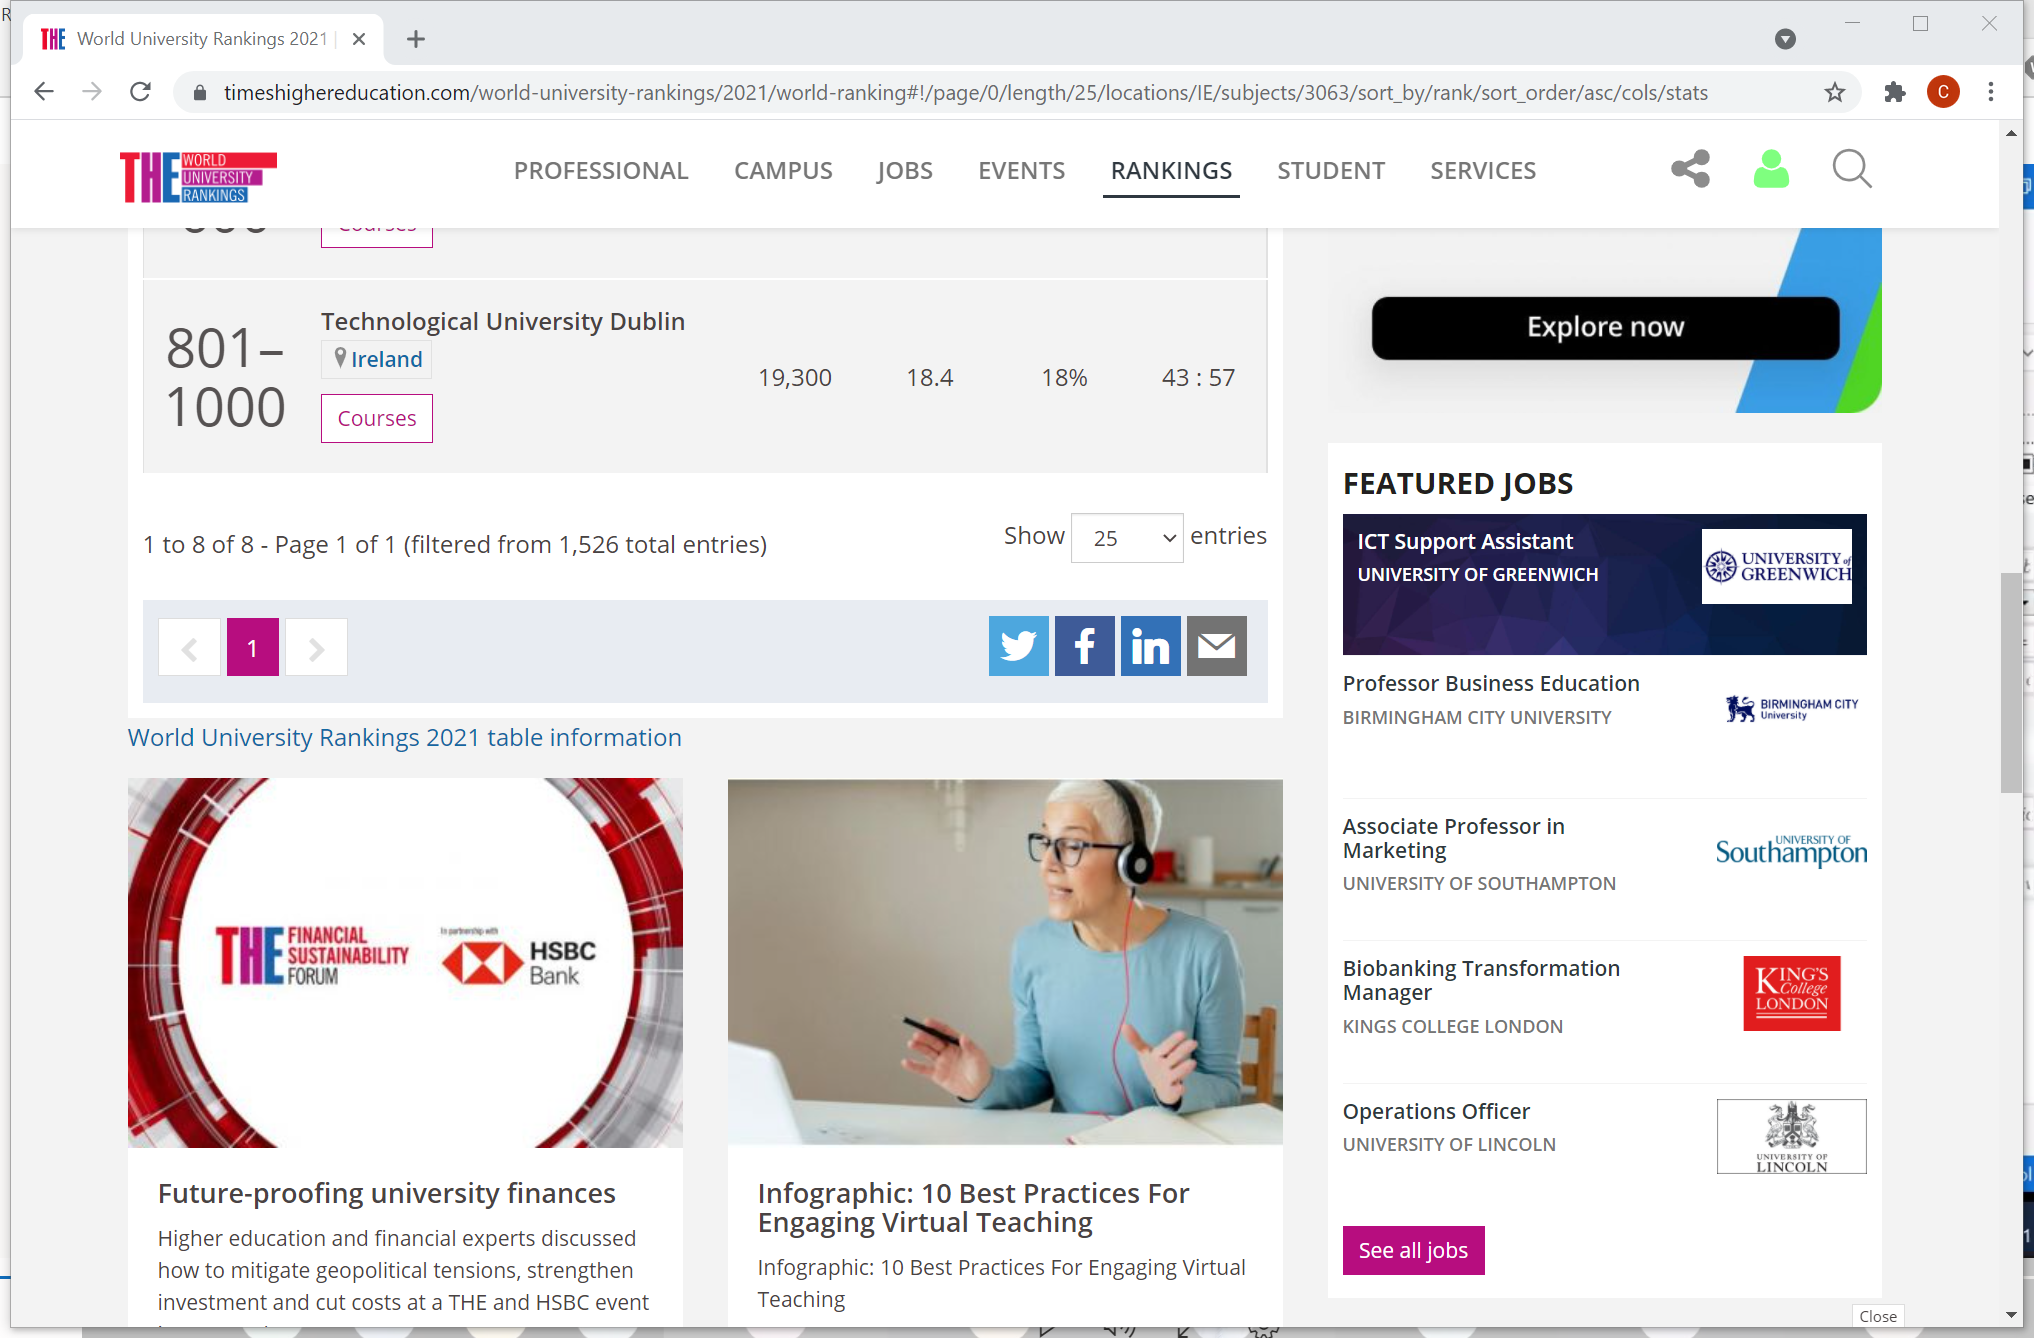 World University Rankings 2021 |
timeshighereducation.com/world-university-rankings/2021/world-ranking#!/page/0/length/25/locations/IE/subjects/3063/sort_by/rank/sort_order/asc/cols/stats
C
THE WORLD UNIVERSITY RANKINGS
PROFESSIONAL CAMPUS JOBS EVENTS RANKINGS STUDENT SERVICES
Courses
801–
1000
Technological University Dublin
Ireland
Courses
19,300 18.4 18% 43 : 57
1 to 8 of 8 - Page 1 of 1 (filtered from 1,526 total entries)
Show 25 entries
1
World University Rankings 2021 table information
THE FINANCIAL SUSTAINABILITY FORUM
In partnership with
HSBC
Bank
Future-proofing university finances
Higher education and financial experts discussed
how to mitigate geopolitical tensions, strengthen
investment and cut costs at a THE and HSBC event
Infographic: 10 Best Practices For
Engaging Virtual Teaching
Infographic: 10 Best Practices For Engaging Virtual
Teaching
Explore now
FEATURED JOBS
ICT Support Assistant
UNIVERSITY OF GREENWICH
UNIVERSITY of
GREENWICH
Professor Business Education
BIRMINGHAM CITY UNIVERSITY
BIRMINGHAM CITY
University
Associate Professor in
Marketing
UNIVERSITY OF SOUTHAMPTON
UNIVERSITY OF
Southampton
Biobanking Transformation
Manager
KINGS COLLEGE LONDON
KING'S
College
LONDON
Operations Officer
UNIVERSITY OF LINCOLN
UNIVERSITY OF
LINCOLN
See all jobs
Close